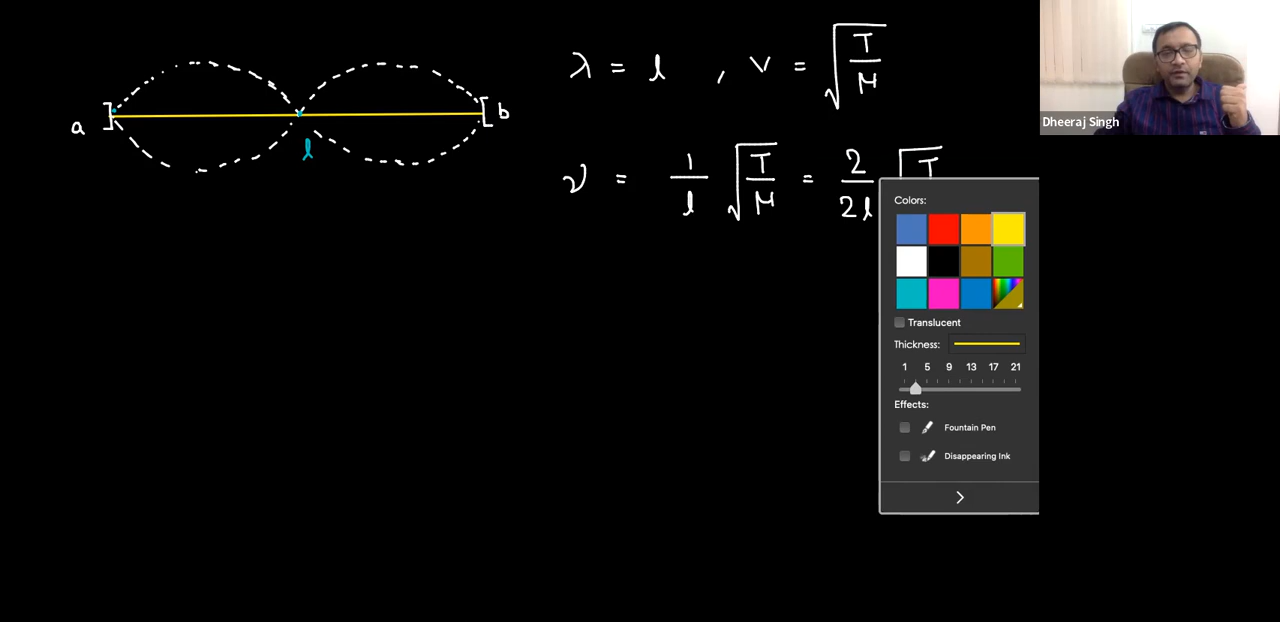 λ = l , v = √(T/μ)
a b
l
ν = 1/l √(T/μ) = 2/2l √T
Dheeraj Singh
Colors:
Translucent
Thickness:
1 5 9 13 17 21
Effects:
Fountain Pen
Disappearing Ink